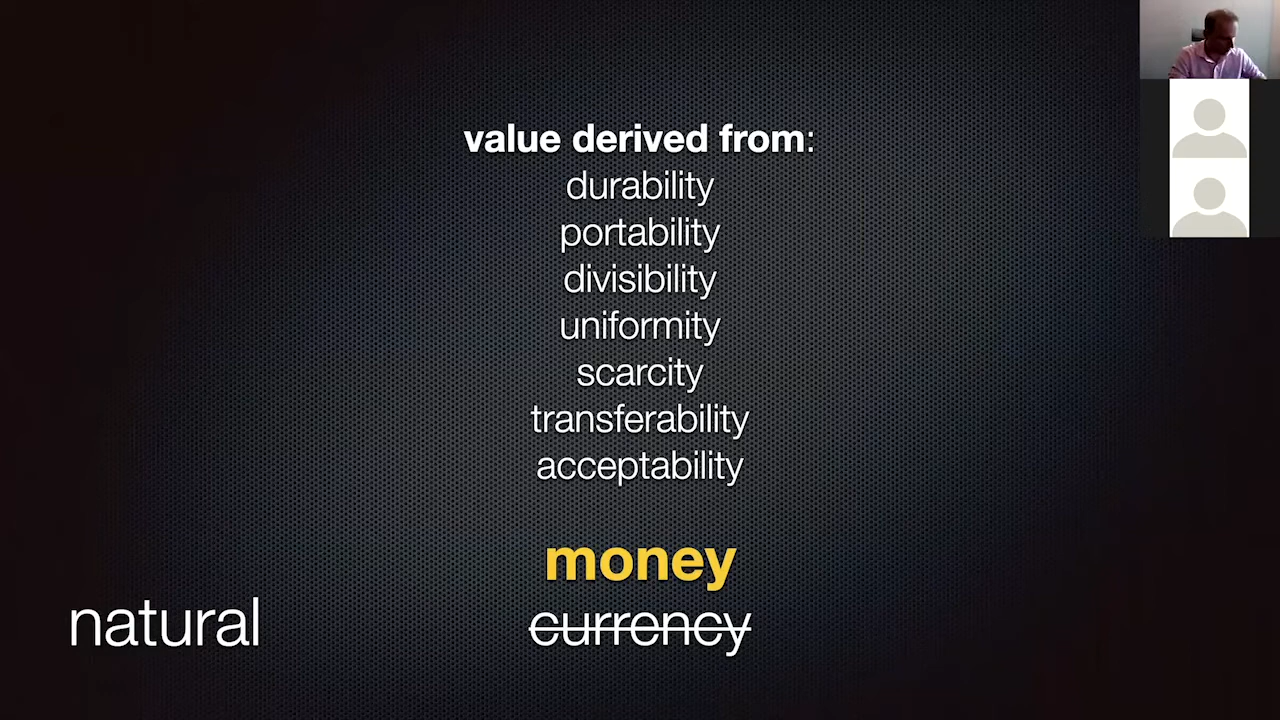 value derived from:
durability
portability
divisibility
uniformity
scarcity
transferability
acceptability
money
natural
currency